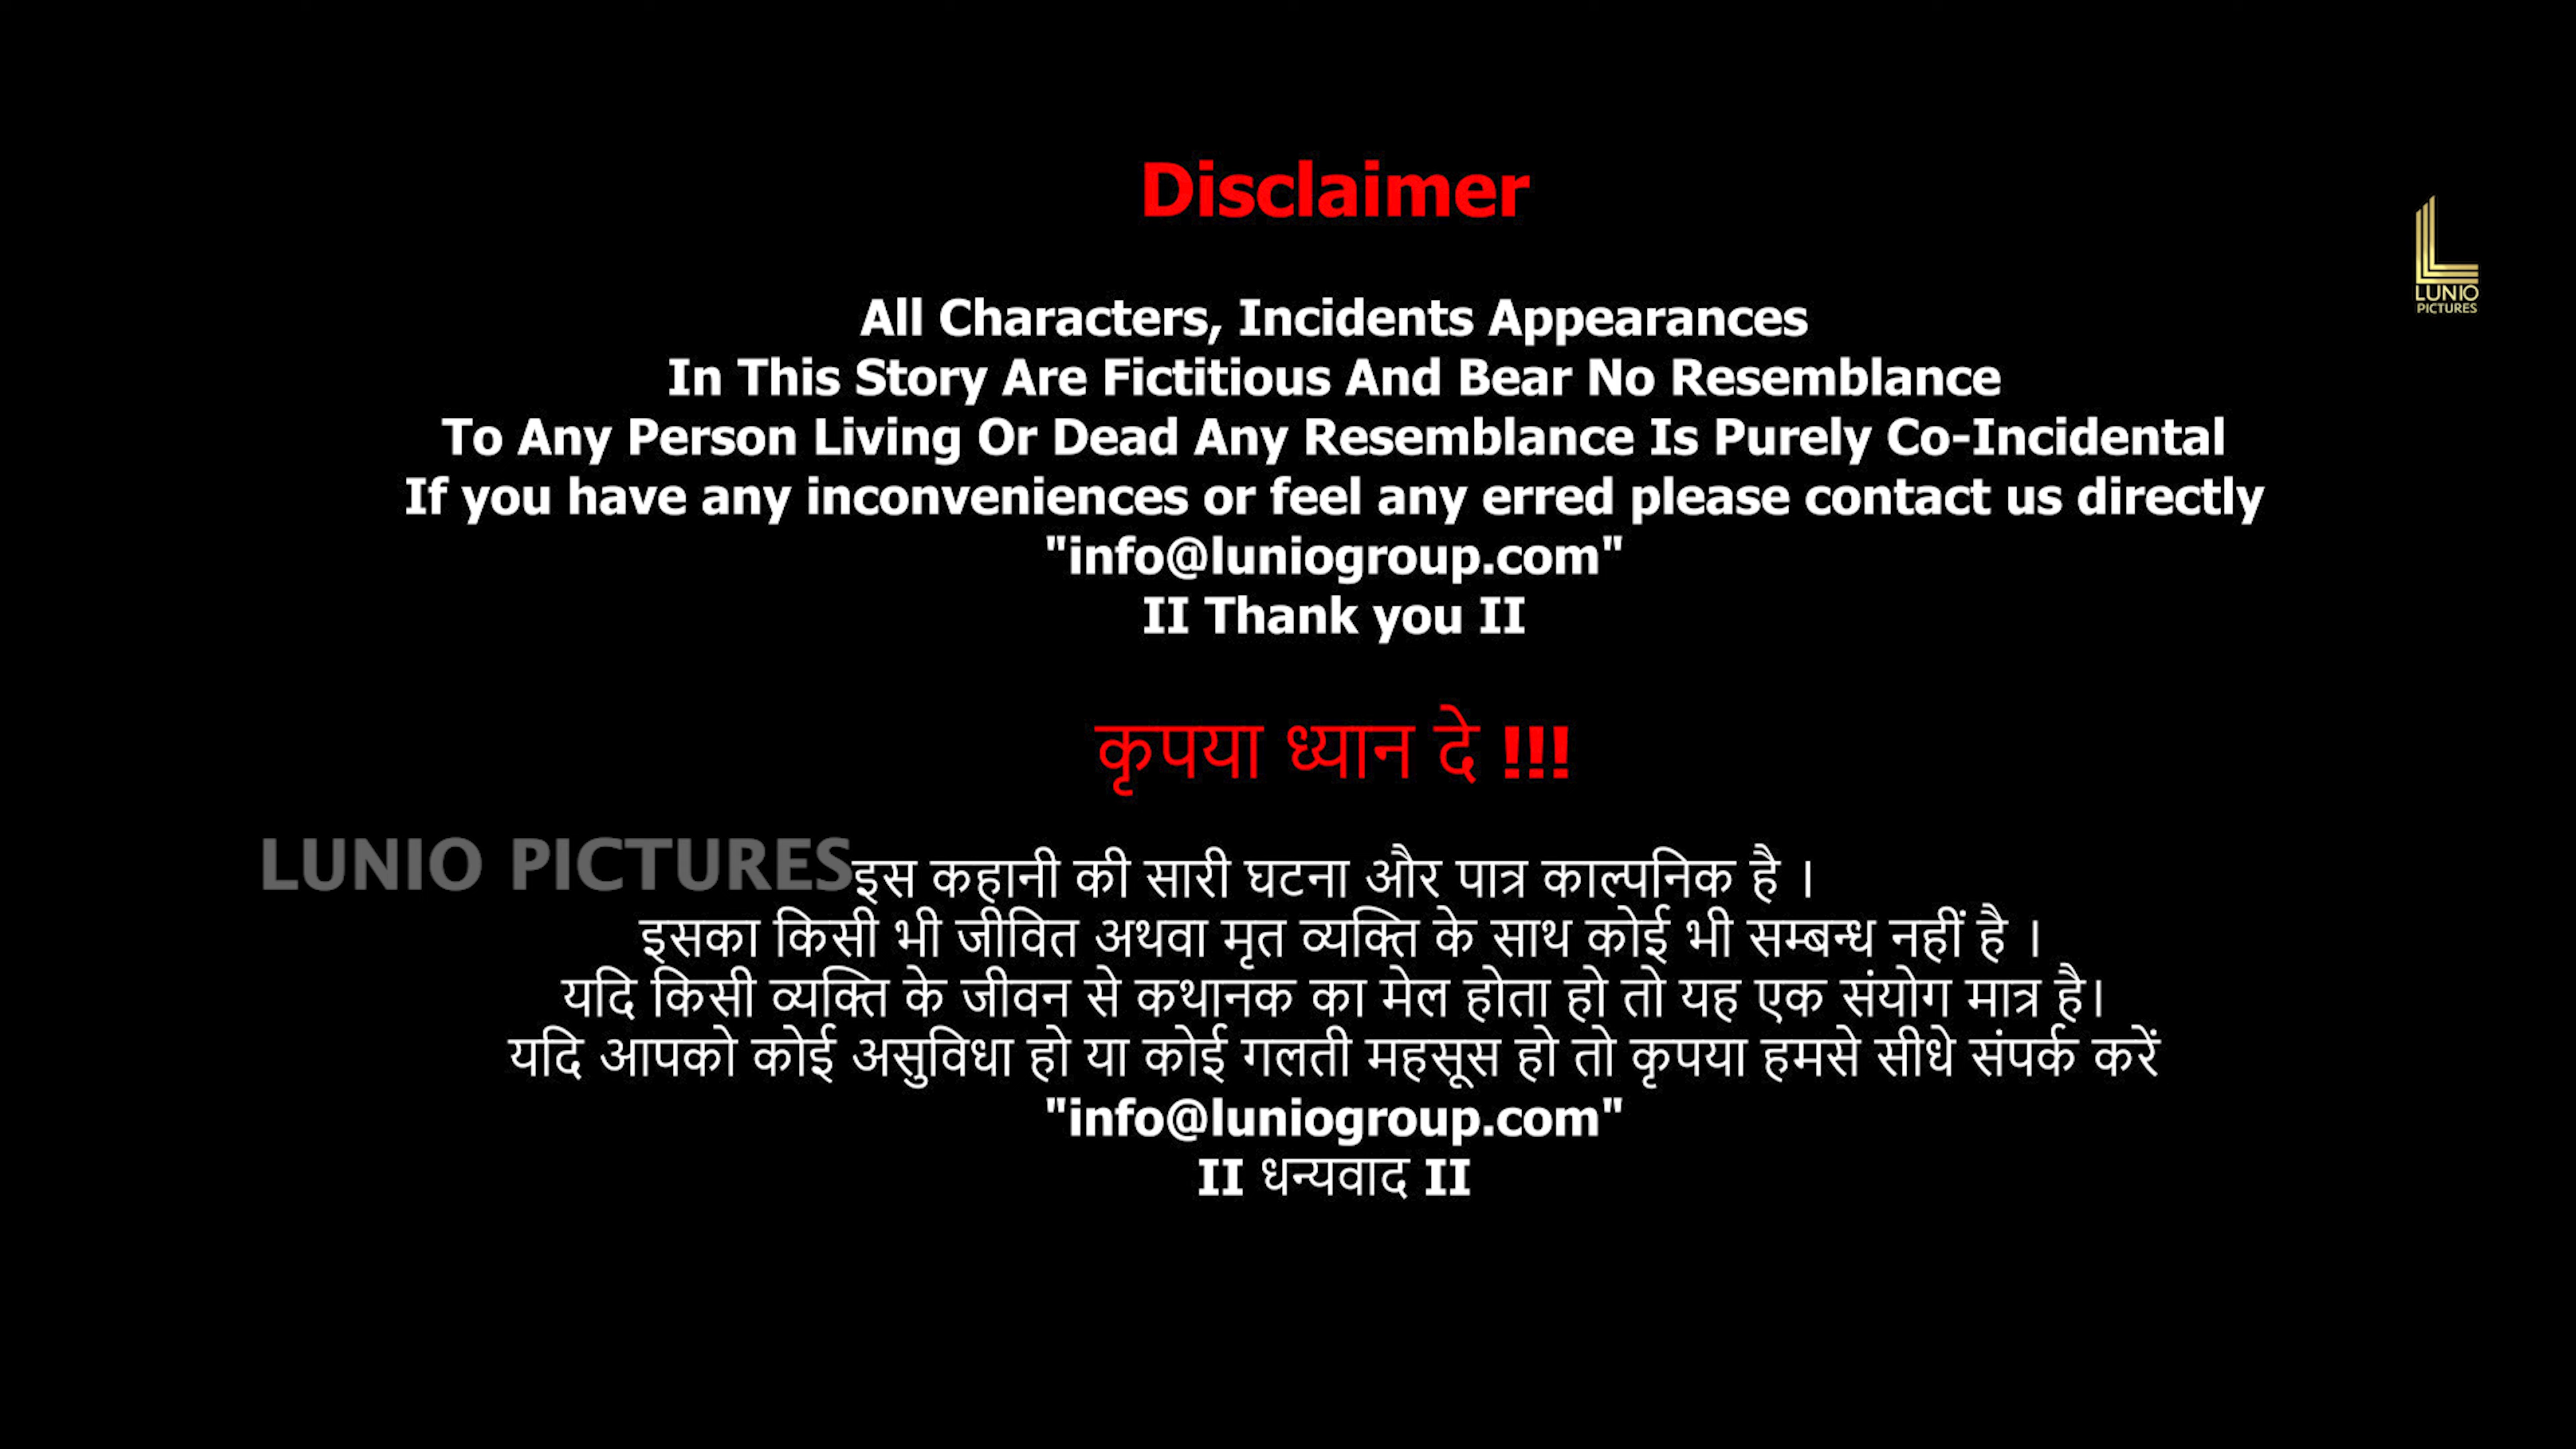 Disclaimer
LUNIO
PICTURES
All Characters, Incidents Appearances
In This Story Are Fictitious And Bear No Resemblance
To Any Person Living Or Dead Any Resemblance Is Purely Co-Incidental
If you have any inconveniences or feel any erred please contact us directly
"info@luniogroup.com"
II Thank you II
कृपया ध्यान दे !!!
LUNIO PICTURES
इस कहानी की सारी घटना और पात्र काल्पनिक है ।
इसका किसी भी जीवित अथवा मृत व्यक्ति के साथ कोई भी सम्बन्ध नहीं है ।
यदि किसी व्यक्ति के जीवन से कथानक का मेल होता हो तो यह एक संयोग मात्र है।
यदि आपको कोई असुविधा हो या कोई गलती महसूस हो तो कृपया हमसे सीधे संपर्क करें
"info@luniogroup.com"
II धन्यवाद II